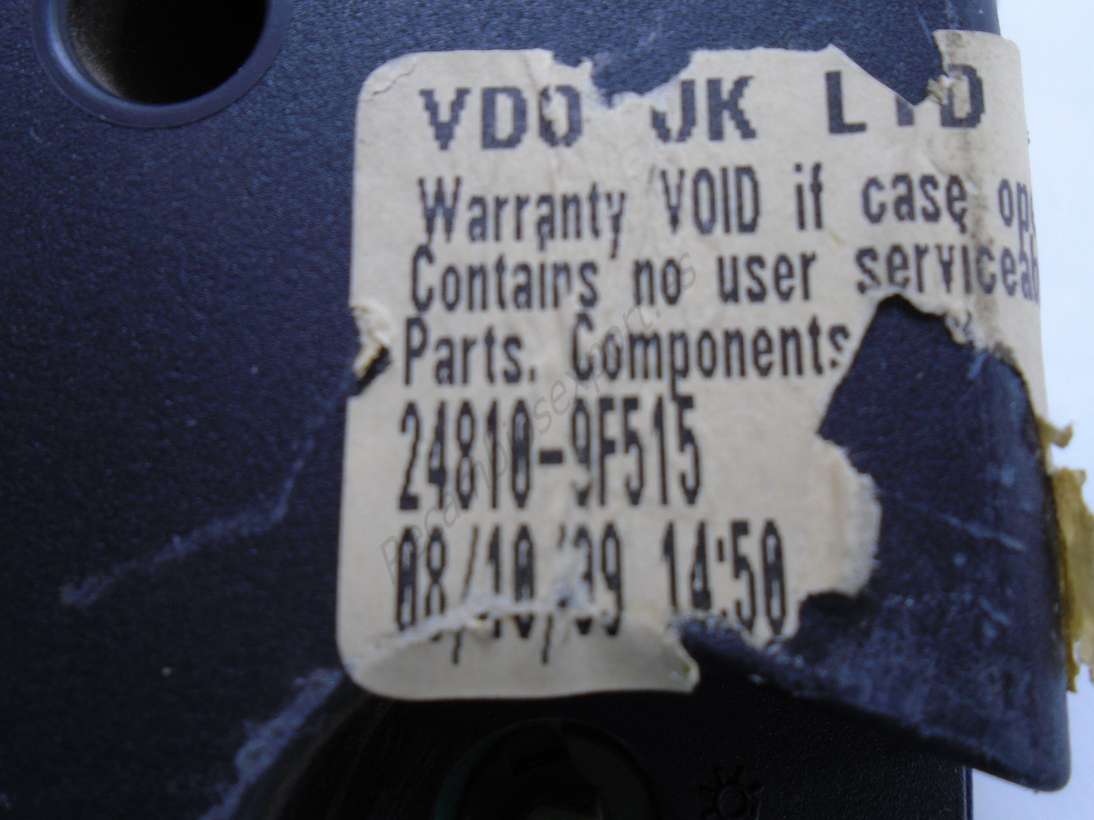 VDO UK LTD
Warranty VOID if case
Contains no user
Parts. Components
24810-9F515
08/10/99 14:50